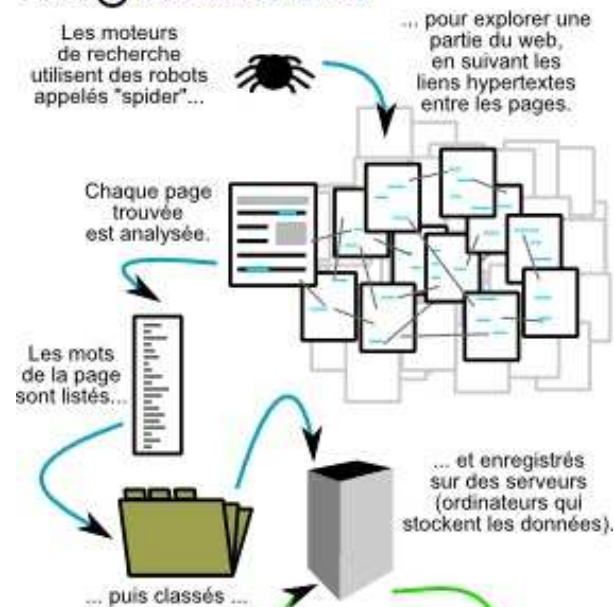 Les moteurs
de recherche
utilisent des robots
appelés "spider"...
... pour explorer une
partie du web,
en suivant les
liens hypertextes
entre les pages.
Chaque page
trouvée
est analysée.
Les mots
de la page
sont listés...
... puis classés ...
... et enregistrés
sur des serveurs
(ordinateurs qui
stockent les données).